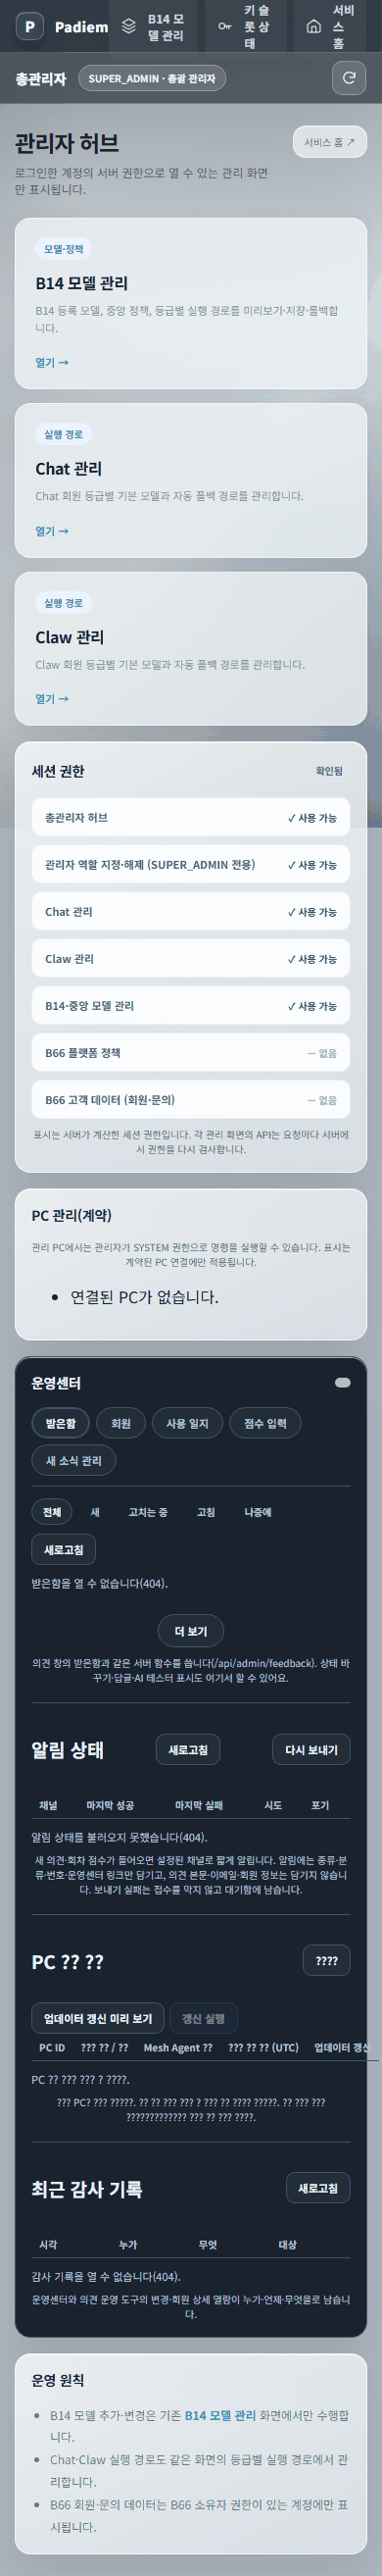 P Padiem
B14 모
델 관리
키 슬
롯 상
태
서비
스
홈
총관리자 SUPER_ADMIN · 총괄 관리자
관리자 허브
서비스 홈 ↗
로그인한 계정의 서버 권한으로 열 수 있는 관리 화면
만 표시됩니다.
모델·정책
B14 모델 관리
B14 등록 모델, 중앙 정책, 등급별 실행 경로를 미리보기·저장·롤백합
니다.
열기 →
실행 경로
Chat 관리
Chat 회원 등급별 기본 모델과 자동 폴백 경로를 관리합니다.
열기 →
실행 경로
Claw 관리
Claw 회원 등급별 기본 모델과 자동 폴백 경로를 관리합니다.
열기 →
세션 권한 확인됨
총관리자 허브 ✓ 사용 가능
관리자 역할 지정·해제 (SUPER_ADMIN 전용) ✓ 사용 가능
Chat 관리 ✓ 사용 가능
Claw 관리 ✓ 사용 가능
B14·중앙 모델 관리 ✓ 사용 가능
B66 플랫폼 정책 — 없음
B66 고객 데이터 (회원·문의) — 없음
표시는 서버가 계산한 세션 권한입니다. 각 관리 화면의 API는 요청마다 서버에
서 권한을 다시 검사합니다.
PC 관리(계약)
관리 PC에서는 관리자가 SYSTEM 권한으로 명령을 실행할 수 있습니다. 표시는
계약된 PC 연결에만 적용됩니다.
• 연결된 PC가 없습니다.
운영센터
받은함 회원 사용 일지 점수 입력
새 소식 관리
전체 새 고치는 중 고침 나중에
새로고침
받은함을 열 수 없습니다(404).
더 보기
의견 창의 받은함과 같은 서버 함수를 씁니다(/api/admin/feedback). 상태 바
꾸기·답글·AI 테스터 표시도 여기서 할 수 있어요.
알림 상태 새로고침 다시 보내기
채널 마지막 성공 마지막 실패 시도 포기
알림 상태를 불러오지 못했습니다(404).
새 의견·회차 점수가 들어오면 설정된 채널로 짧게 알립니다. 알림에는 종류·분
류·번호·운영센터 링크만 담기고, 의견 본문·이메일·회원 정보는 담기지 않습니
다. 보내기 실패는 접수를 막지 않고 대기함에 남습니다.
PC ?? ?? ????
업데이터 갱신 미리 보기 갱신 실행
PC ID ??? ?? / ?? Mesh Agent ?? ??? ?? ?? (UTC) 업데이터 갱신
PC ?? ??? ??? ? ????.
??? PC? ??? ?????. ?? ?? ??? ??? ? ??? ?? ???? ?????. ?? ??? ???
????????????? ??? ?? ??? ????.
최근 감사 기록 새로고침
시각 누가 무엇 대상
감사 기록을 열 수 없습니다(404).
운영센터와 의견 운영 도구의 변경·회원 상세 열람이 누가·언제·무엇을로 남습니
다.
운영 원칙
• B14 모델 추가·변경은 기존 B14 모델 관리 화면에서만 수행합
니다.
• Chat·Claw 실행 경로도 같은 화면의 등급별 실행 경로에서 관
리합니다.
• B66 회원·문의 데이터는 B66 소유자 권한이 있는 계정에만 표
시됩니다.